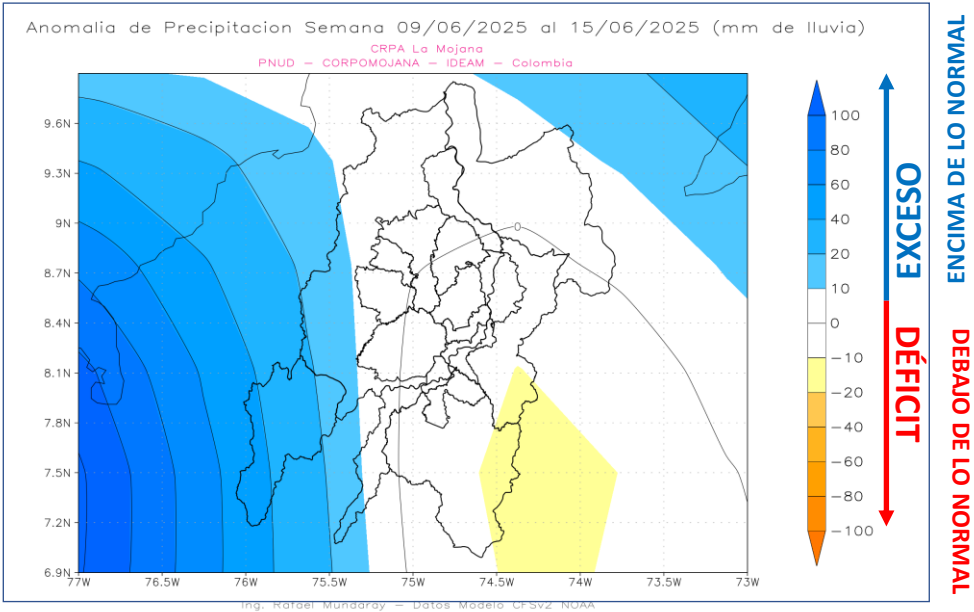 Anomalia de Precipitacion Semana 09/06/2025 al 15/06/2025 (mm de lluvia)
CRPA La Mojana
PNUD – CORPOMOJANA – IDEAM – Colombia
9.6N
9.3N
9N
8.7N
8.4N
8.1N
7.8N
7.5N
7.2N
6.9N
77W
76.5W
76W
75.5W
75W
74.5W
74W
73.5W
73W
0
100
80
60
40
20
10
0
−10
−20
−40
−60
−80
−100
EXCESO
DÉFICIT
ENCIMA DE LO NORMAL
DEBAJO DE LO NORMAL
Ing. Rafael Mundaray – Datos Modelo CFSv2 NOAA